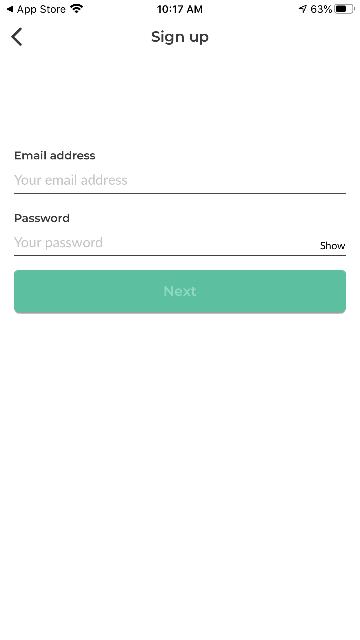 App Store 10:17 AM 63%
Sign up
Email address
Your email address
Password
Your password Show
Next